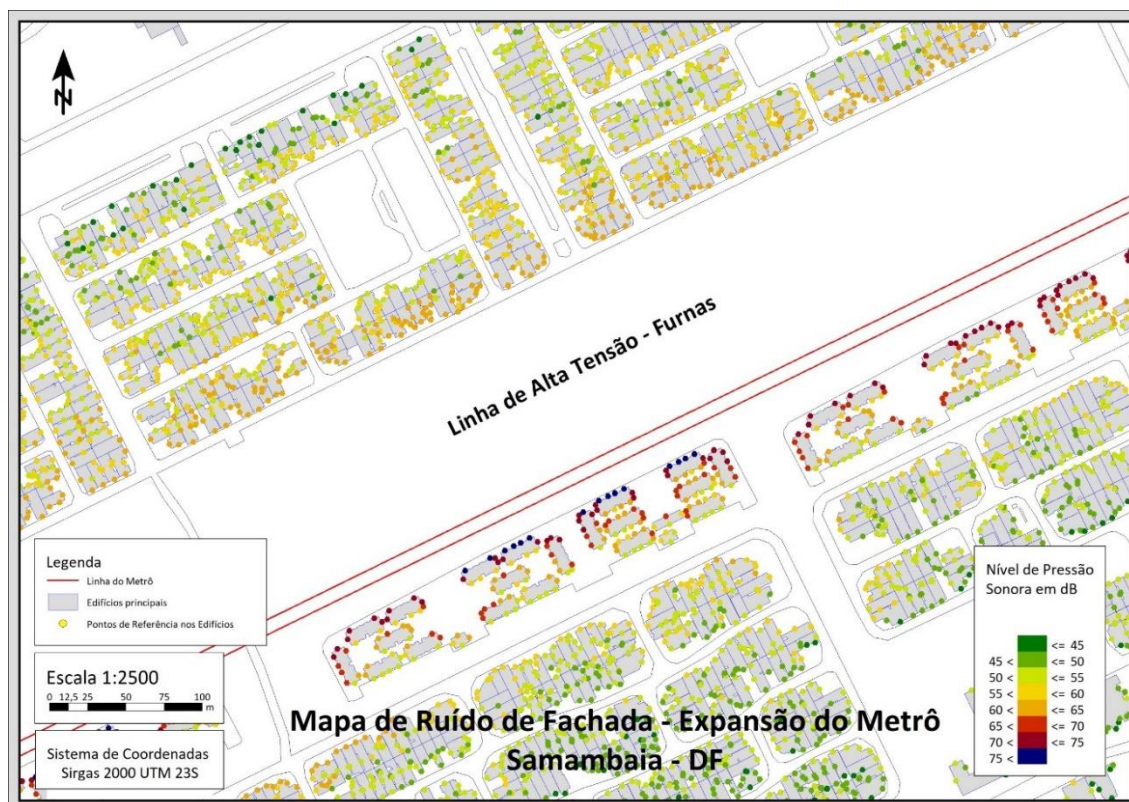 N
Linha de Alta Tensão - Furnas
Legenda
Linha do Metrô
Edifícios principais
Pontos de Referência nos Edifícios
Escala 1:2500
0 12,5 25 50 75 100
m
Sistema de Coordenadas
Sirgas 2000 UTM 23S
Mapa de Ruído de Fachada - Expansão do Metrô
Samambaia - DF
Nível de Pressão
Sonora em dB
<= 45
45 < <= 50
50 < <= 55
55 < <= 60
60 < <= 65
65 < <= 70
70 < <= 75
75 <